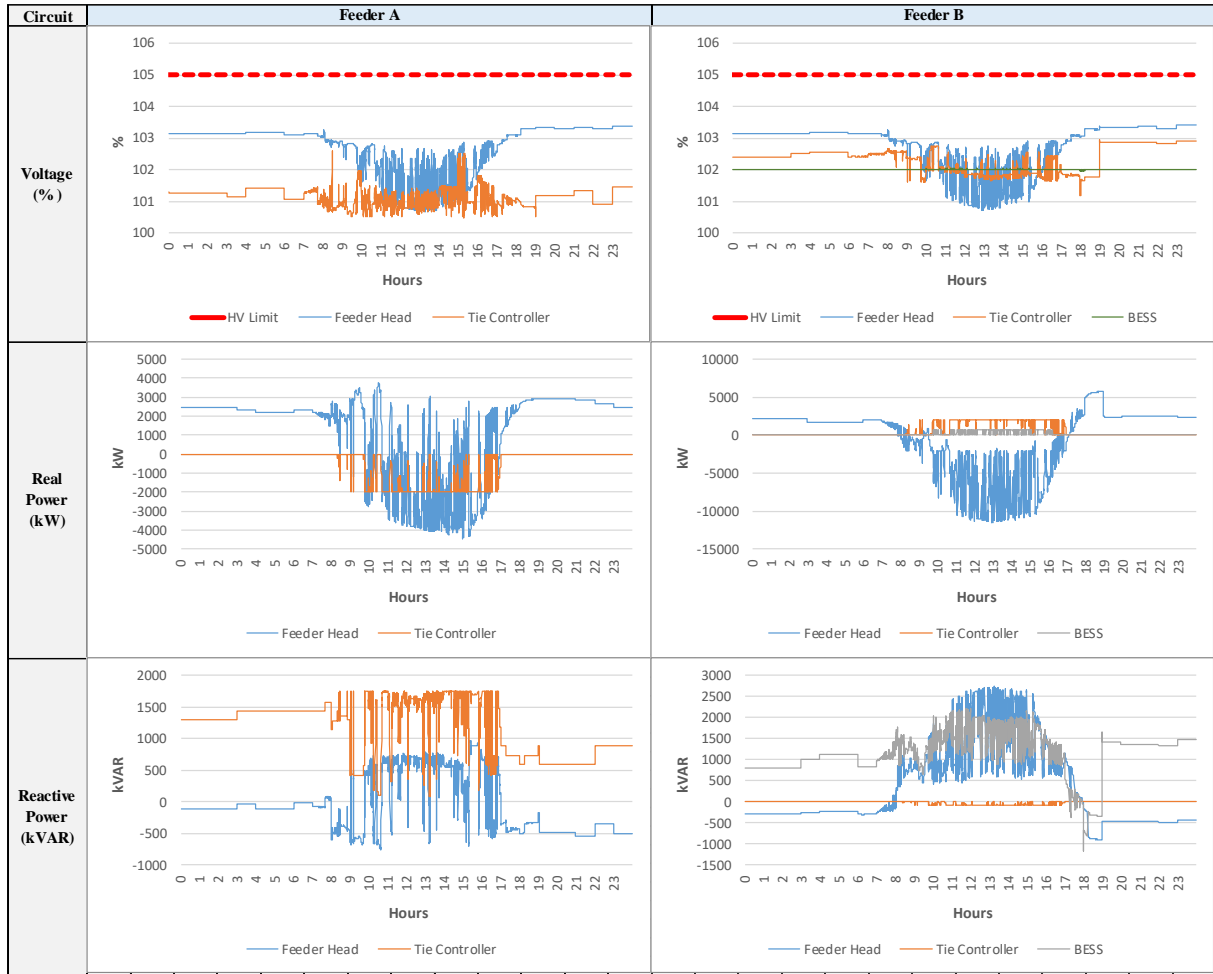 Circuit Feeder A Feeder B
Voltage
(% )
106
105
104
103
102
101
100
%
0 1 2 3 4 5 6 7 8 9 10 11 12 13 14 15 16 17 18 19 20 21 22 23
Hours
HV Limit Feeder Head Tie Controller
106
105
104
103
102
101
100
%
0 1 2 3 4 5 6 7 8 9 10 11 12 13 14 15 16 17 18 19 20 21 22 23
Hours
HV Limit Feeder Head Tie Controller BESS
Real
Power
(kW)
5000
4000
3000
2000
1000
0
-1000
-2000
-3000
-4000
-5000
kW
0 1 2 3 4 5 6 7 8 9 10 11 12 13 14 15 16 17 18 19 20 21 22 23
Hours
Feeder Head Tie Controller
10000
5000
0
-5000
-10000
-15000
kW
0 1 2 3 4 5 6 7 8 9 10 11 12 13 14 15 16 17 18 19 20 21 22 23
Hours
Feeder Head Tie Controller BESS
Reactive
Power
(kVAR)
2000
1500
1000
500
0
-500
-1000
kVAR
0 1 2 3 4 5 6 7 8 9 10 11 12 13 14 15 16 17 18 19 20 21 22 23
Hours
Feeder Head Tie Controller
3000
2500
2000
1500
1000
500
0
-500
-1000
-1500
kVAR
0 1 2 3 4 5 6 7 8 9 10 11 12 13 14 15 16 17 18 19 20 21 22 23
Hours
Feeder Head Tie Controller BESS